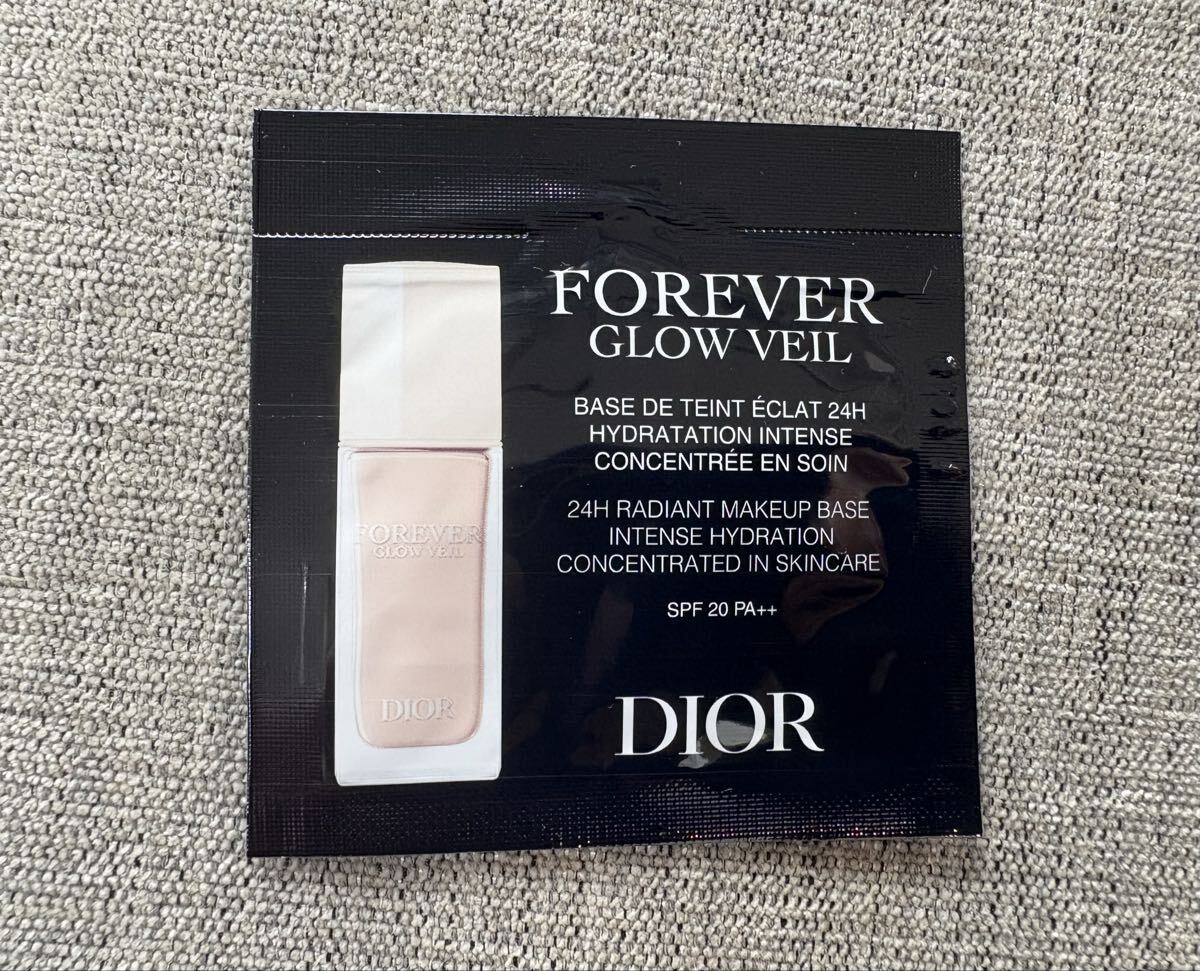 FOREVER
GLOW VEIL
BASE DE TEINT ÉCLAT 24H
HYDRATATION INTENSE
CONCENTRÉE EN SOIN
24H RADIANT MAKEUP BASE
INTENSE HYDRATION
CONCENTRATED IN SKINCARE
SPF 20 PA++
DIOR
FOREVER
GLOW VEIL
DIOR